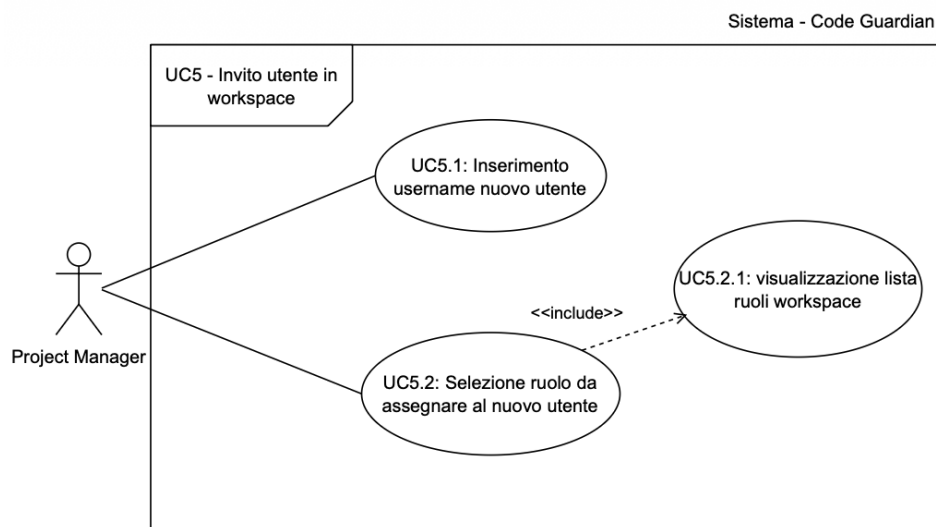 Sistema - Code Guardian
UC5 - Invito utente in
workspace
UC5.1: Inserimento
username nuovo utente
UC5.2.1: visualizzazione lista
ruoli workspace
<<include>>
Project Manager
UC5.2: Selezione ruolo da
assegnare al nuovo utente